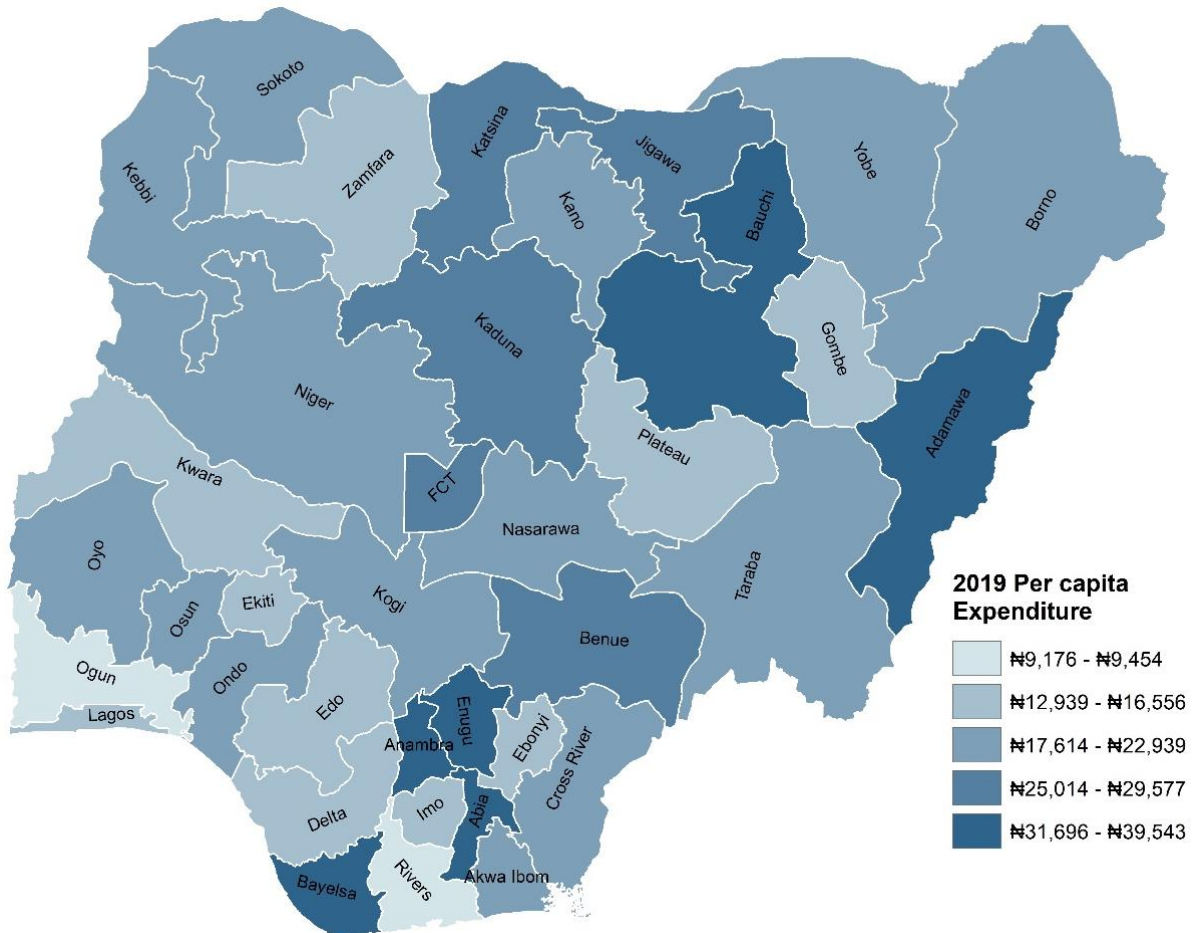 Sokoto
Kebbi
Zamfara
Katsina
Kano
Jigawa
Bauchi
Yobe
Borno
Gombe
Kaduna
Niger
Adamawa
Plateau
Kwara
FCT
Nasarawa
Taraba
Oyo
Osun
Ekiti
Kogi
Benue
Ogun
Lagos
Ondo
Edo
Anambra
Enugu
Ebonyi
Cross River
Delta
Imo
Abia
Bayelsa
Rivers
Akwa Ibom
2019 Per capita
Expenditure
₦9,176 - ₦9,454
₦12,939 - ₦16,556
₦17,614 - ₦22,939
₦25,014 - ₦29,577
₦31,696 - ₦39,543